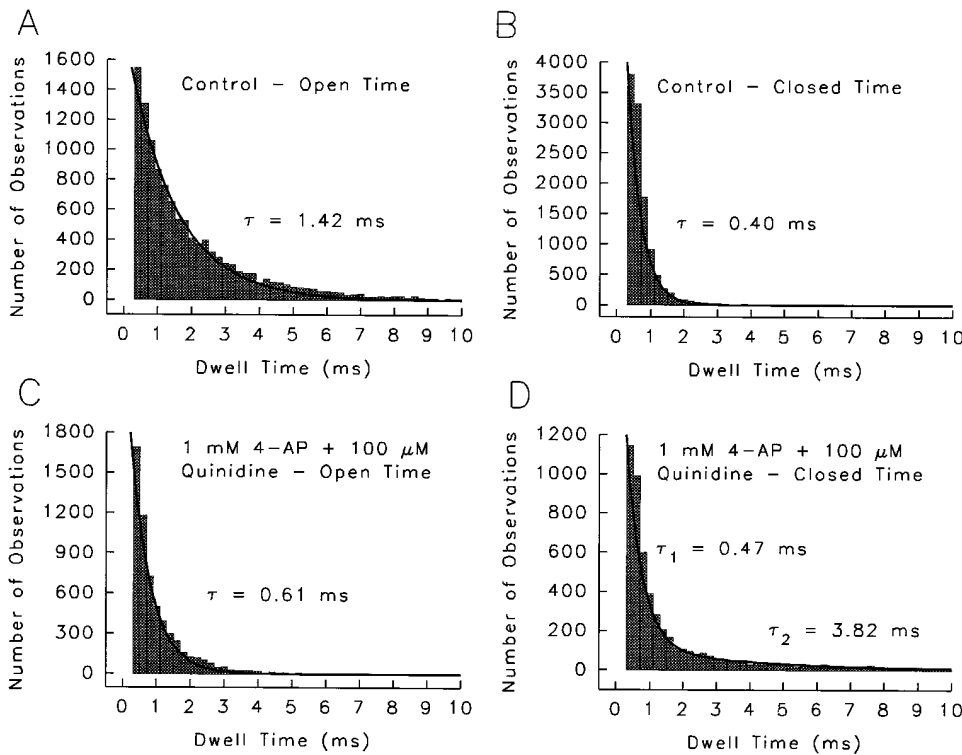 A
Number of Observations
1600
1400
1200
1000
800
600
400
200
0
Control – Open Time
τ = 1.42 ms
0 1 2 3 4 5 6 7 8 9 10
Dwell Time (ms)
B
Number of Observations
4000
3500
3000
2500
2000
1500
1000
500
0
Control – Closed Time
τ = 0.40 ms
0 1 2 3 4 5 6 7 8 9 10
Dwell Time (ms)
C
Number of Observations
1800
1500
1200
900
600
300
0
1 mM 4–AP + 100 μM
Quinidine – Open Time
τ = 0.61 ms
0 1 2 3 4 5 6 7 8 9 10
Dwell Time (ms)
D
Number of Observations
1200
1000
800
600
400
200
0
1 mM 4–AP + 100 μM
Quinidine – Closed Time
τ₁ = 0.47 ms
τ₂ = 3.82 ms
0 1 2 3 4 5 6 7 8 9 10
Dwell Time (ms)